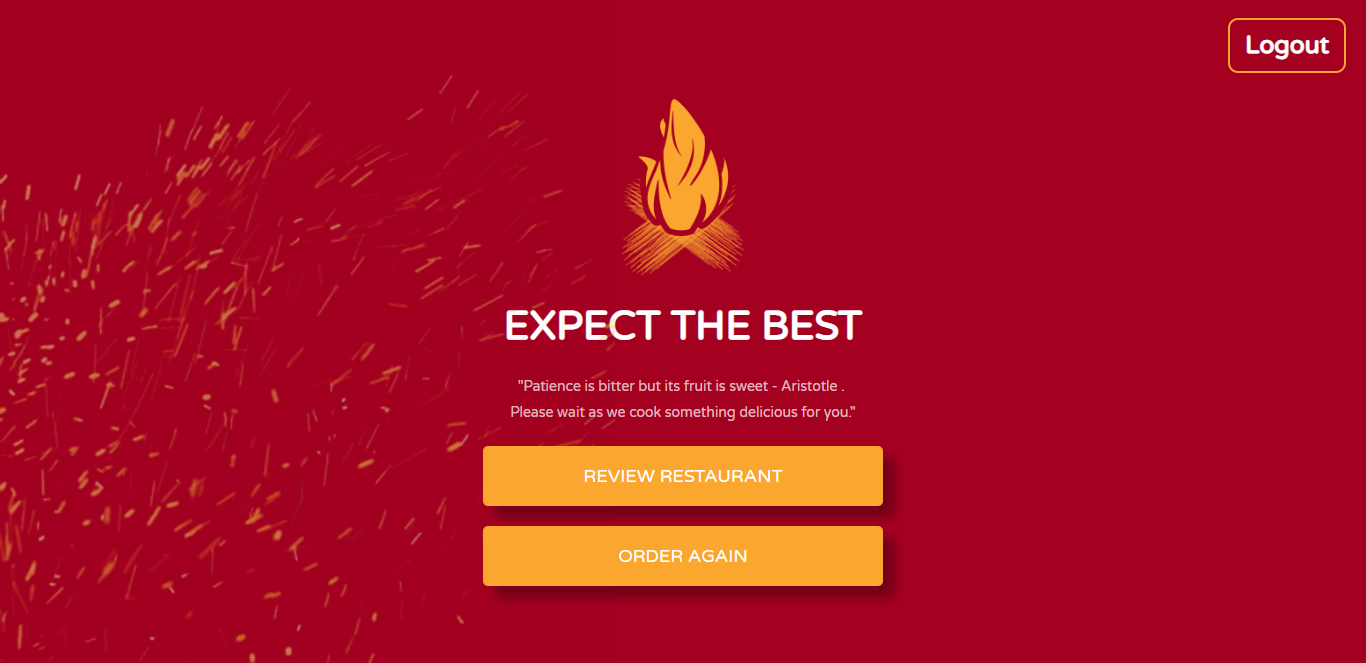 Logout
EXPECT THE BEST
"Patience is bitter but its fruit is sweet - Aristotle .
Please wait as we cook something delicious for you."
REVIEW RESTAURANT
ORDER AGAIN